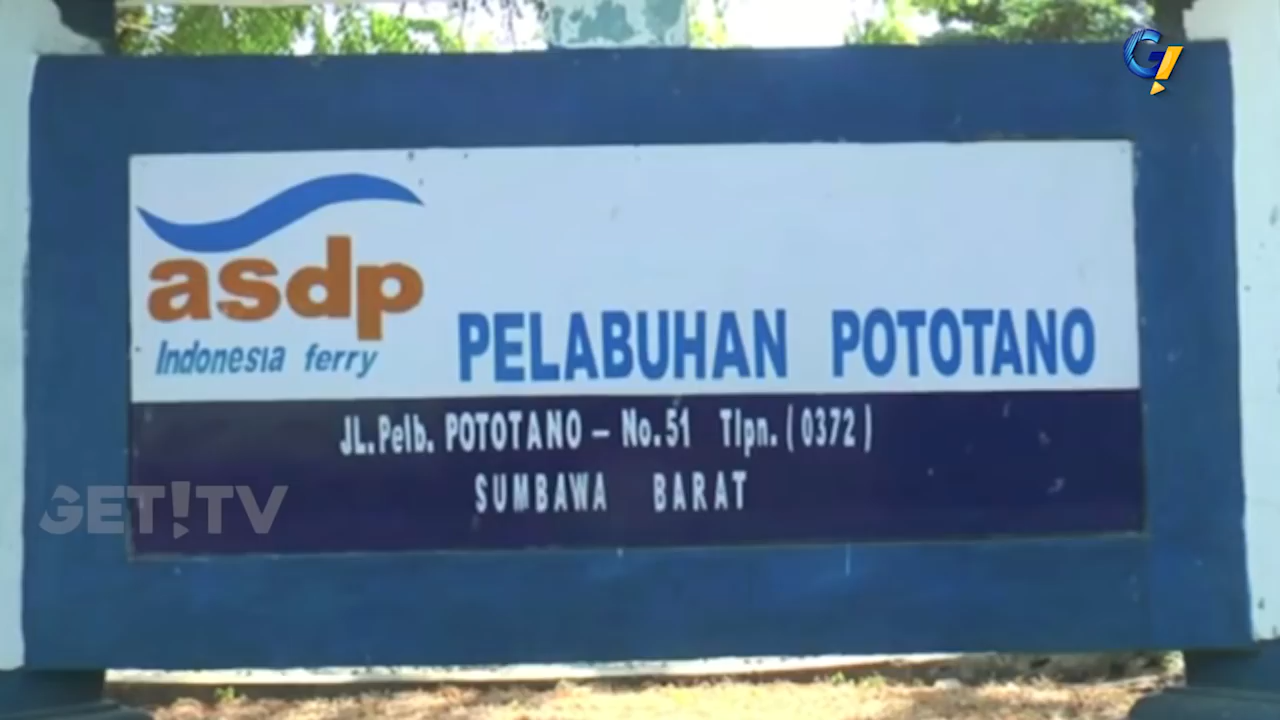 asdp
Indonesia ferry
PELABUHAN POTOTANO
JL.Pelb. POTOTANO – No.51 Tlpn. (0372)
SUMBAWA BARAT
GET!TV
G!